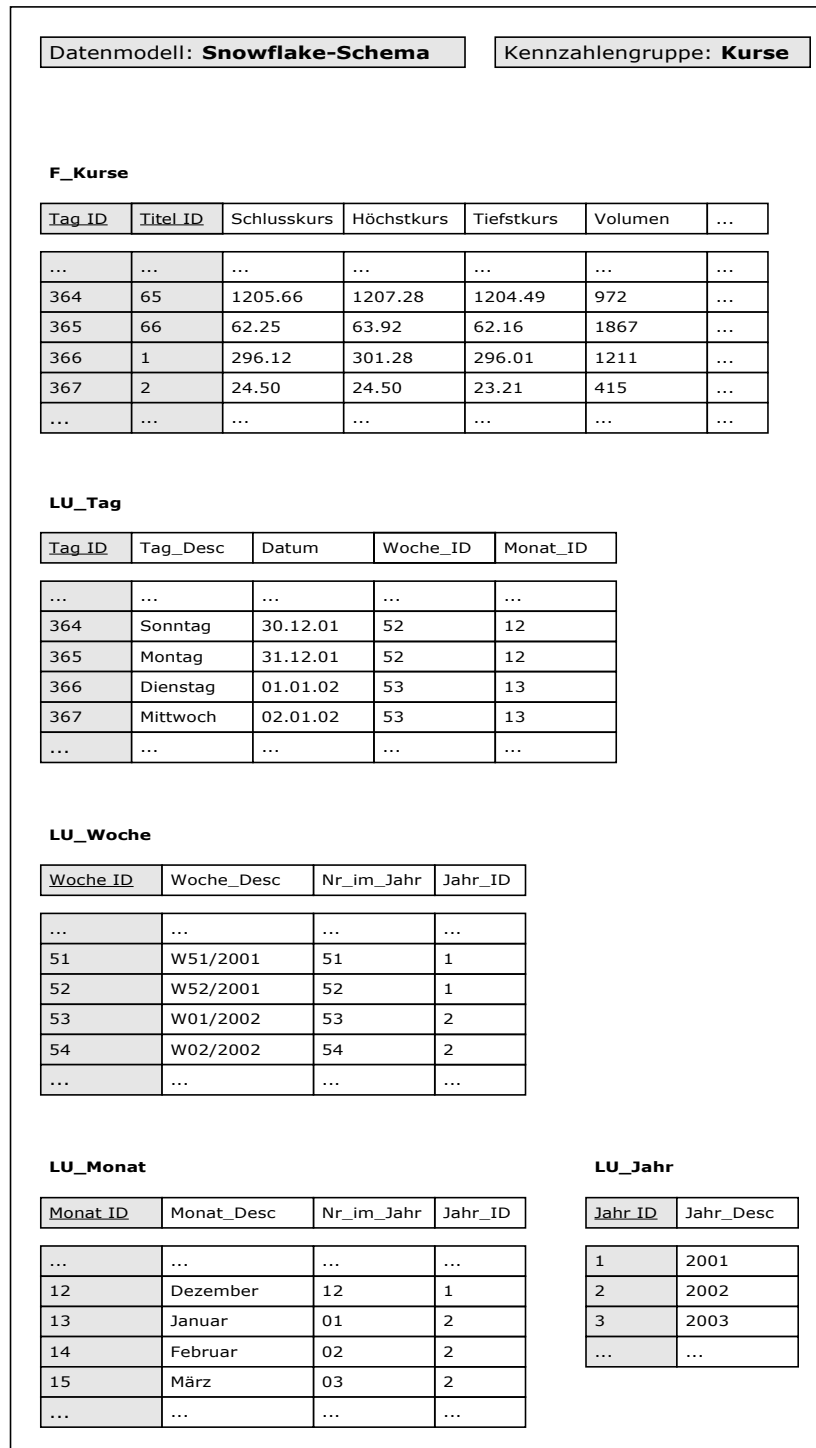 Datenmodell: Snowflake-Schema Kennzahlengruppe: Kurse
F_Kurse
Tag ID Titel ID Schlusskurs Höchstkurs Tiefstkurs Volumen ...
... ... ... ... ... ... ...
364 65 1205.66 1207.28 1204.49 972 ...
365 66 62.25 63.92 62.16 1867 ...
366 1 296.12 301.28 296.01 1211 ...
367 2 24.50 24.50 23.21 415 ...
... ... ... ... ... ... ...
LU_Tag
Tag ID Tag_Desc Datum Woche_ID Monat_ID
... ... ... ... ...
364 Sonntag 30.12.01 52 12
365 Montag 31.12.01 52 12
366 Dienstag 01.01.02 53 13
367 Mittwoch 02.01.02 53 13
... ... ... ... ...
LU_Woche
Woche ID Woche_Desc Nr_im_Jahr Jahr_ID
... ... ... ...
51 W51/2001 51 1
52 W52/2001 52 1
53 W01/2002 53 2
54 W02/2002 54 2
... ... ... ...
LU_Monat
Monat ID Monat_Desc Nr_im_Jahr Jahr_ID
... ... ... ...
12 Dezember 12 1
13 Januar 01 2
14 Februar 02 2
15 März 03 2
... ... ... ...
LU_Jahr
Jahr ID Jahr_Desc
1 2001
2 2002
3 2003
... ...